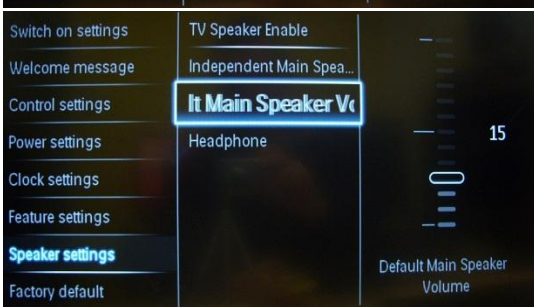 Switch on settings
Welcome message
Control settings
Power settings
Clock settings
Feature settings
Speaker settings
Factory default
TV Speaker Enable
Independent Main Spea...
lt Main Speaker Vo
Headphone
15
Default Main Speaker
Volume